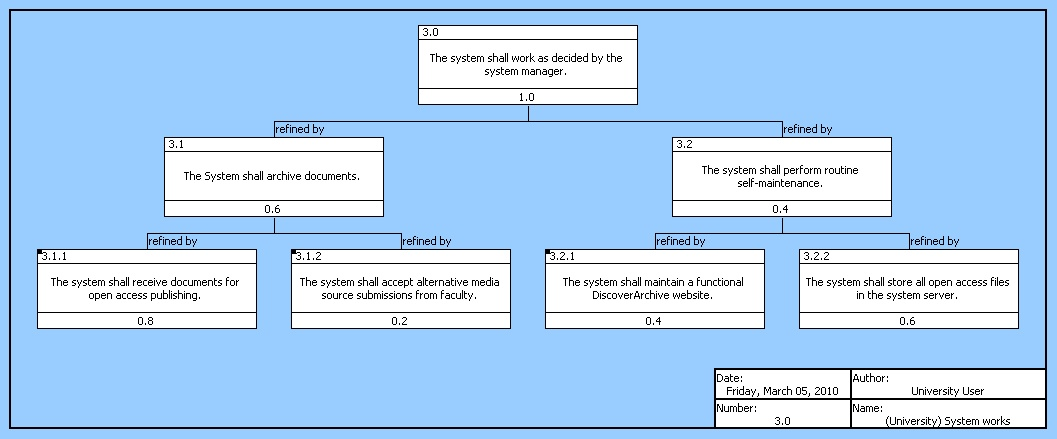 3.0
The system shall work as decided by the
system manager.
1.0
refined by
refined by
3.1
The System shall archive documents.
0.6
3.2
The system shall perform routine
self-maintenance.
0.4
refined by
refined by
refined by
refined by
3.1.1
The system shall receive documents for
open access publishing.
0.8
3.1.2
The system shall accept alternative media
source submissions from faculty.
0.2
3.2.1
The system shall maintain a functional
DiscoverArchive website.
0.4
3.2.2
The system shall store all open access files
in the system server.
0.6
Date:
Friday, March 05, 2010
Author:
University User
Number:
3.0
Name:
(University) System works